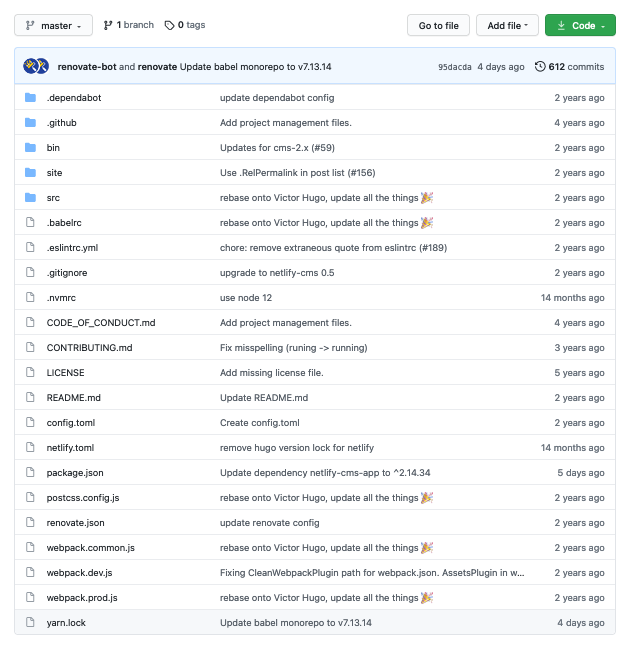 master 1 branch 0 tags Go to file Add file Code
renovate-bot and renovate Update babel monorepo to v7.13.14 95dacda 4 days ago 612 commits
.dependabot update dependabot config 2 years ago
.github Add project management files. 4 years ago
bin Updates for cms-2.x (#59) 2 years ago
site Use .RelPermalink in post list (#156) 2 years ago
src rebase onto Victor Hugo, update all the things 🎉 2 years ago
.babelrc rebase onto Victor Hugo, update all the things 🎉 2 years ago
.eslintrc.yml chore: remove extraneous quote from eslintrc (#189) 2 years ago
.gitignore upgrade to netlify-cms 0.5 2 years ago
.nvmrc use node 12 14 months ago
CODE_OF_CONDUCT.md Add project management files. 4 years ago
CONTRIBUTING.md Fix misspelling (runing -> running) 3 years ago
LICENSE Add missing license file. 5 years ago
README.md Update README.md 2 years ago
config.toml Create config.toml 2 years ago
netlify.toml remove hugo version lock for netlify 14 months ago
package.json Update dependency netlify-cms-app to ^2.14.34 5 days ago
postcss.config.js rebase onto Victor Hugo, update all the things 🎉 2 years ago
renovate.json update renovate config 2 years ago
webpack.common.js rebase onto Victor Hugo, update all the things 🎉 2 years ago
webpack.dev.js Fixing CleanWebpackPlugin path for webpack.json. AssetsPlugin in w... 2 years ago
webpack.prod.js rebase onto Victor Hugo, update all the things 🎉 2 years ago
yarn.lock Update babel monorepo to v7.13.14 4 days ago